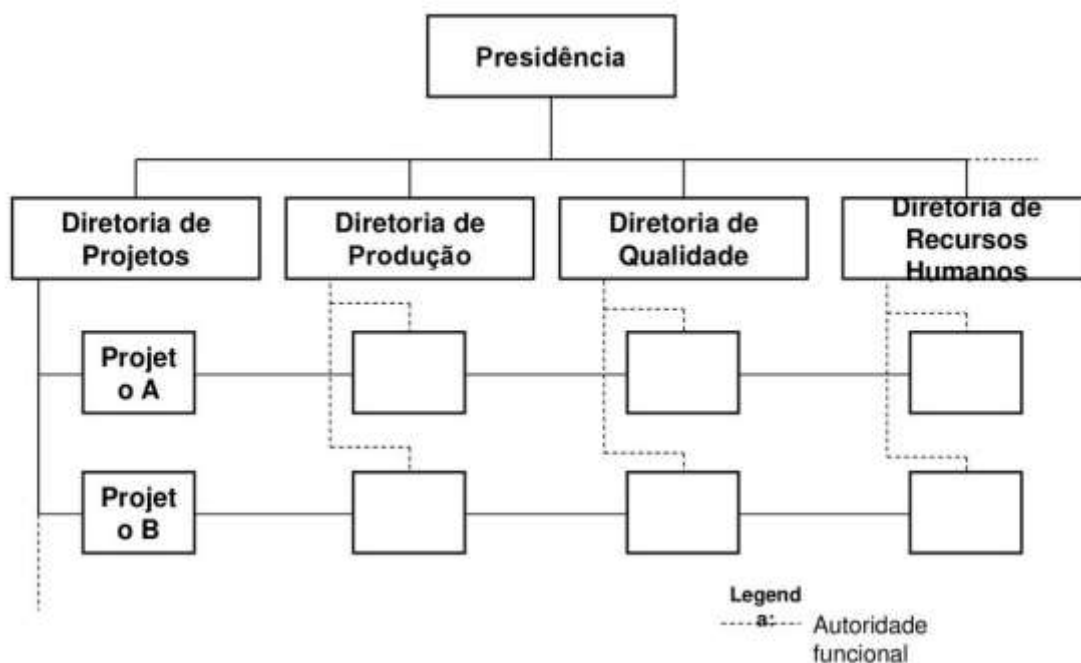 Presidência
Diretoria de
Projetos
Diretoria de
Produção
Diretoria de
Qualidade
Diretoria de
Recursos
Humanos
Projet
o A
Projet
o B
Legend
a:
Autoridade
funcional